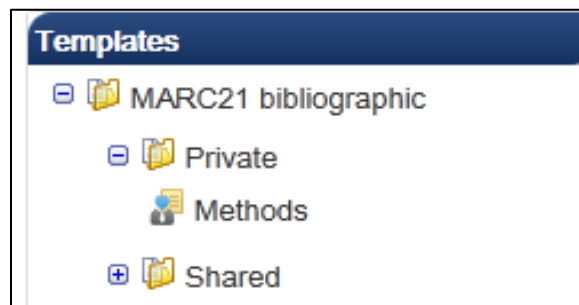 Templates
MARC21 bibliographic
Private
Methods
Shared